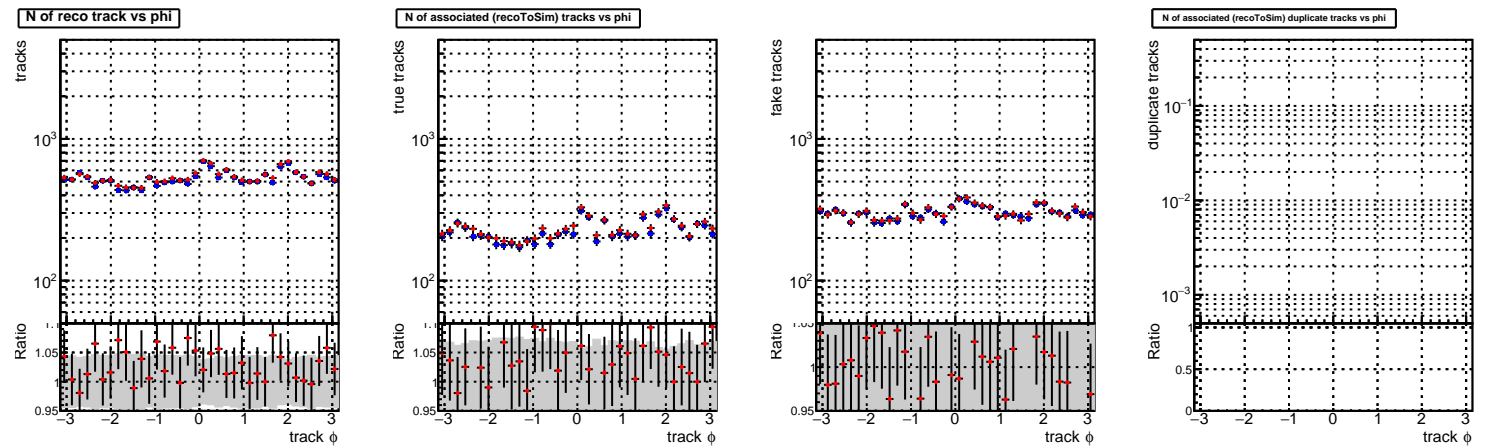 N of reco track vs phi
tracks
10³
10²
Ratio
1.05
1
0.95
−3 −2 −1 0 1 2 3
track ϕ
N of associated (recoToSim) tracks vs phi
true tracks
10³
10²
Ratio
1.05
1
0.95
−3 −2 −1 0 1 2 3
track ϕ
fake tracks
10³
10²
Ratio
1
0.95
−3 −2 −1 0 1 2 3
track ϕ
N of associated (recoToSim) duplicate tracks vs phi
duplicate tracks
10⁻¹
10⁻²
10⁻³
Ratio
1
0.5
0
−3 −2 −1 0 1 2 3
track ϕ